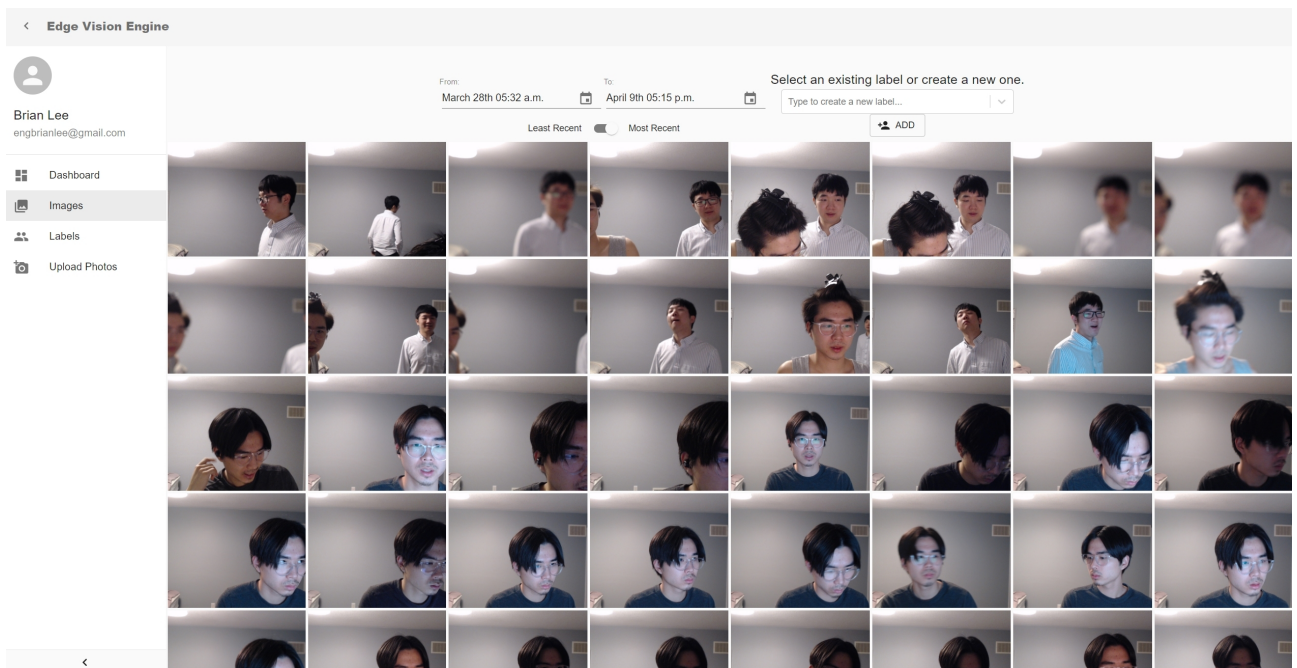 Edge Vision Engine
Brian Lee
engbrianlee@gmail.com
Dashboard
Images
Labels
Upload Photos
From:
March 28th 05:32 a.m.
To:
April 9th 05:15 p.m.
Least Recent
Most Recent
Select an existing label or create a new one.
Type to create a new label...
ADD